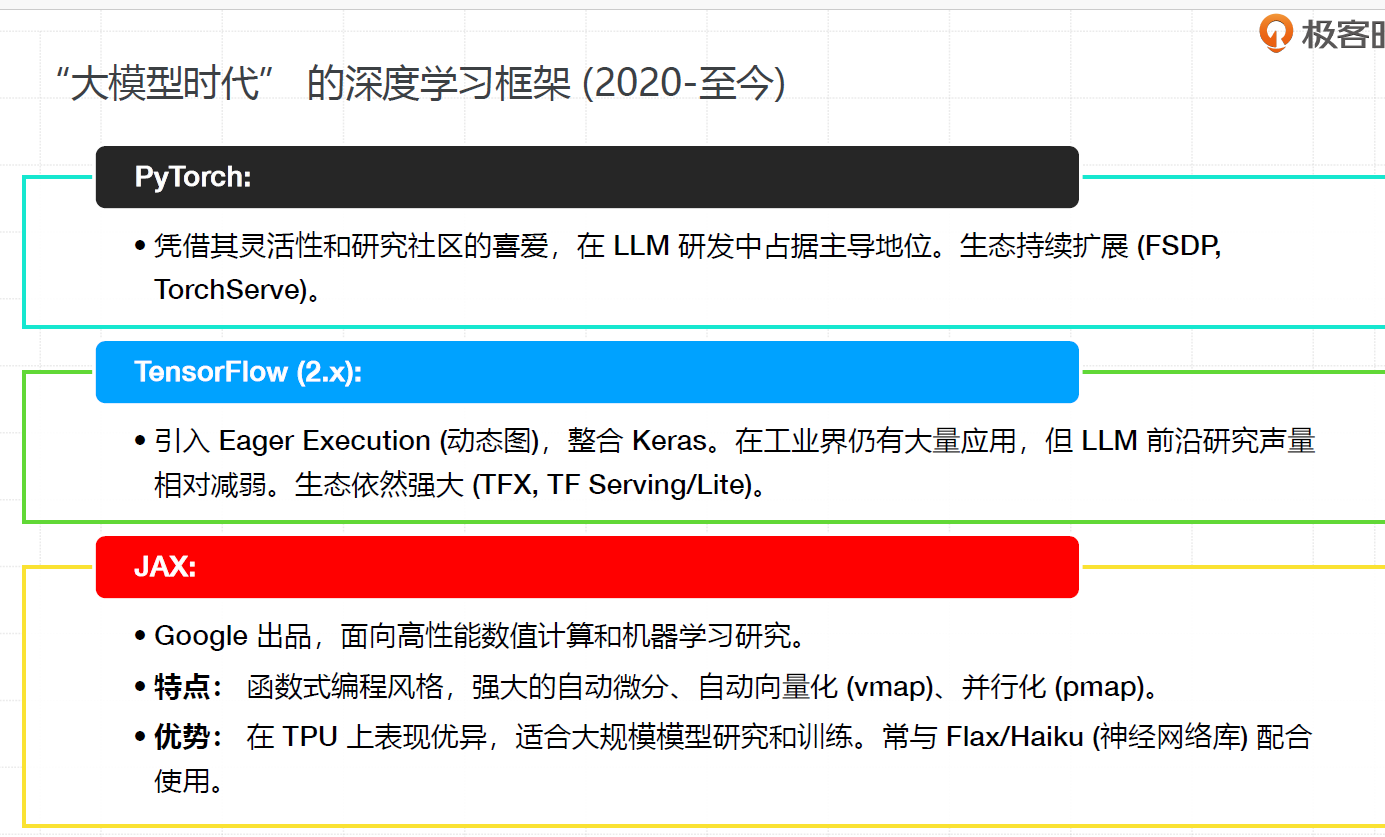 极客时
“大模型时代” 的深度学习框架 (2020-至今)
PyTorch:
• 凭借其灵活性和研究社区的喜爱，在 LLM 研发中占据主导地位。生态持续扩展 (FSDP,
TorchServe)。
TensorFlow (2.x):
• 引入 Eager Execution (动态图)，整合 Keras。在工业界仍有大量应用，但 LLM 前沿研究声量
相对减弱。生态依然强大 (TFX, TF Serving/Lite)。
JAX:
• Google 出品，面向高性能数值计算和机器学习研究。
• 特点： 函数式编程风格，强大的自动微分、自动向量化 (vmap)、并行化 (pmap)。
• 优势： 在 TPU 上表现优异，适合大规模模型研究和训练。常与 Flax/Haiku (神经网络库) 配合
使用。